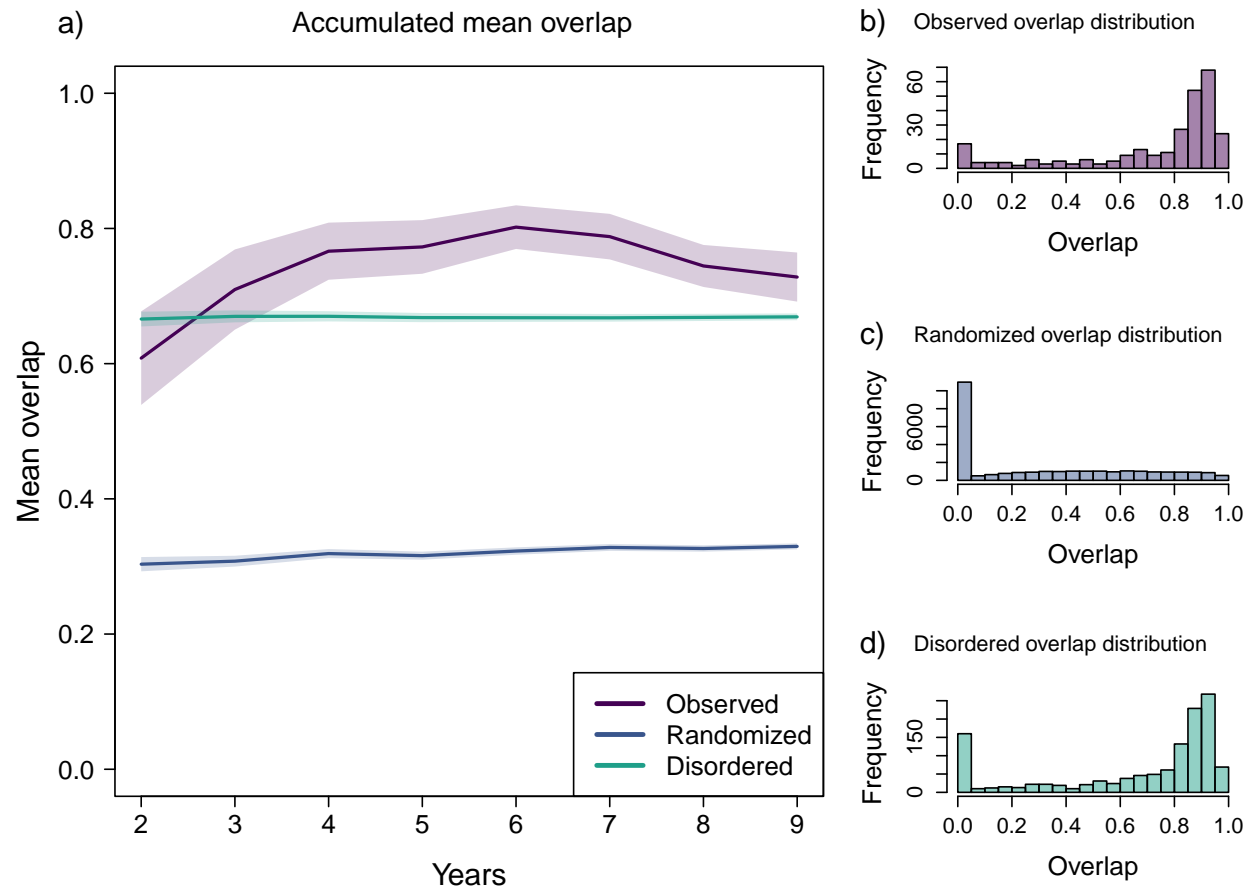 a) Accumulated mean overlap
Mean overlap
1.0
0.8
0.6
0.4
0.2
0.0
2 3 4 5 6 7 8 9
Years
Observed
Randomized
Disordered
b) Observed overlap distribution
Frequency
60
30
0
0.0 0.2 0.4 0.6 0.8 1.0
Overlap
c) Randomized overlap distribution
Frequency
6000
0
0.0 0.2 0.4 0.6 0.8 1.0
Overlap
d) Disordered overlap distribution
Frequency
150
0
0.0 0.2 0.4 0.6 0.8 1.0
Overlap